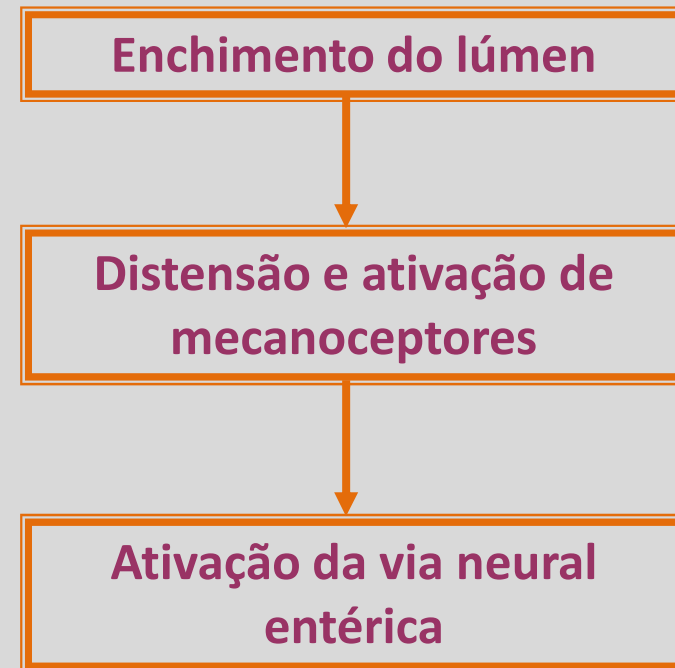 Enchimento do lúmen
Distensão e ativação de
mecanoceptores
Ativação da via neural
entérica